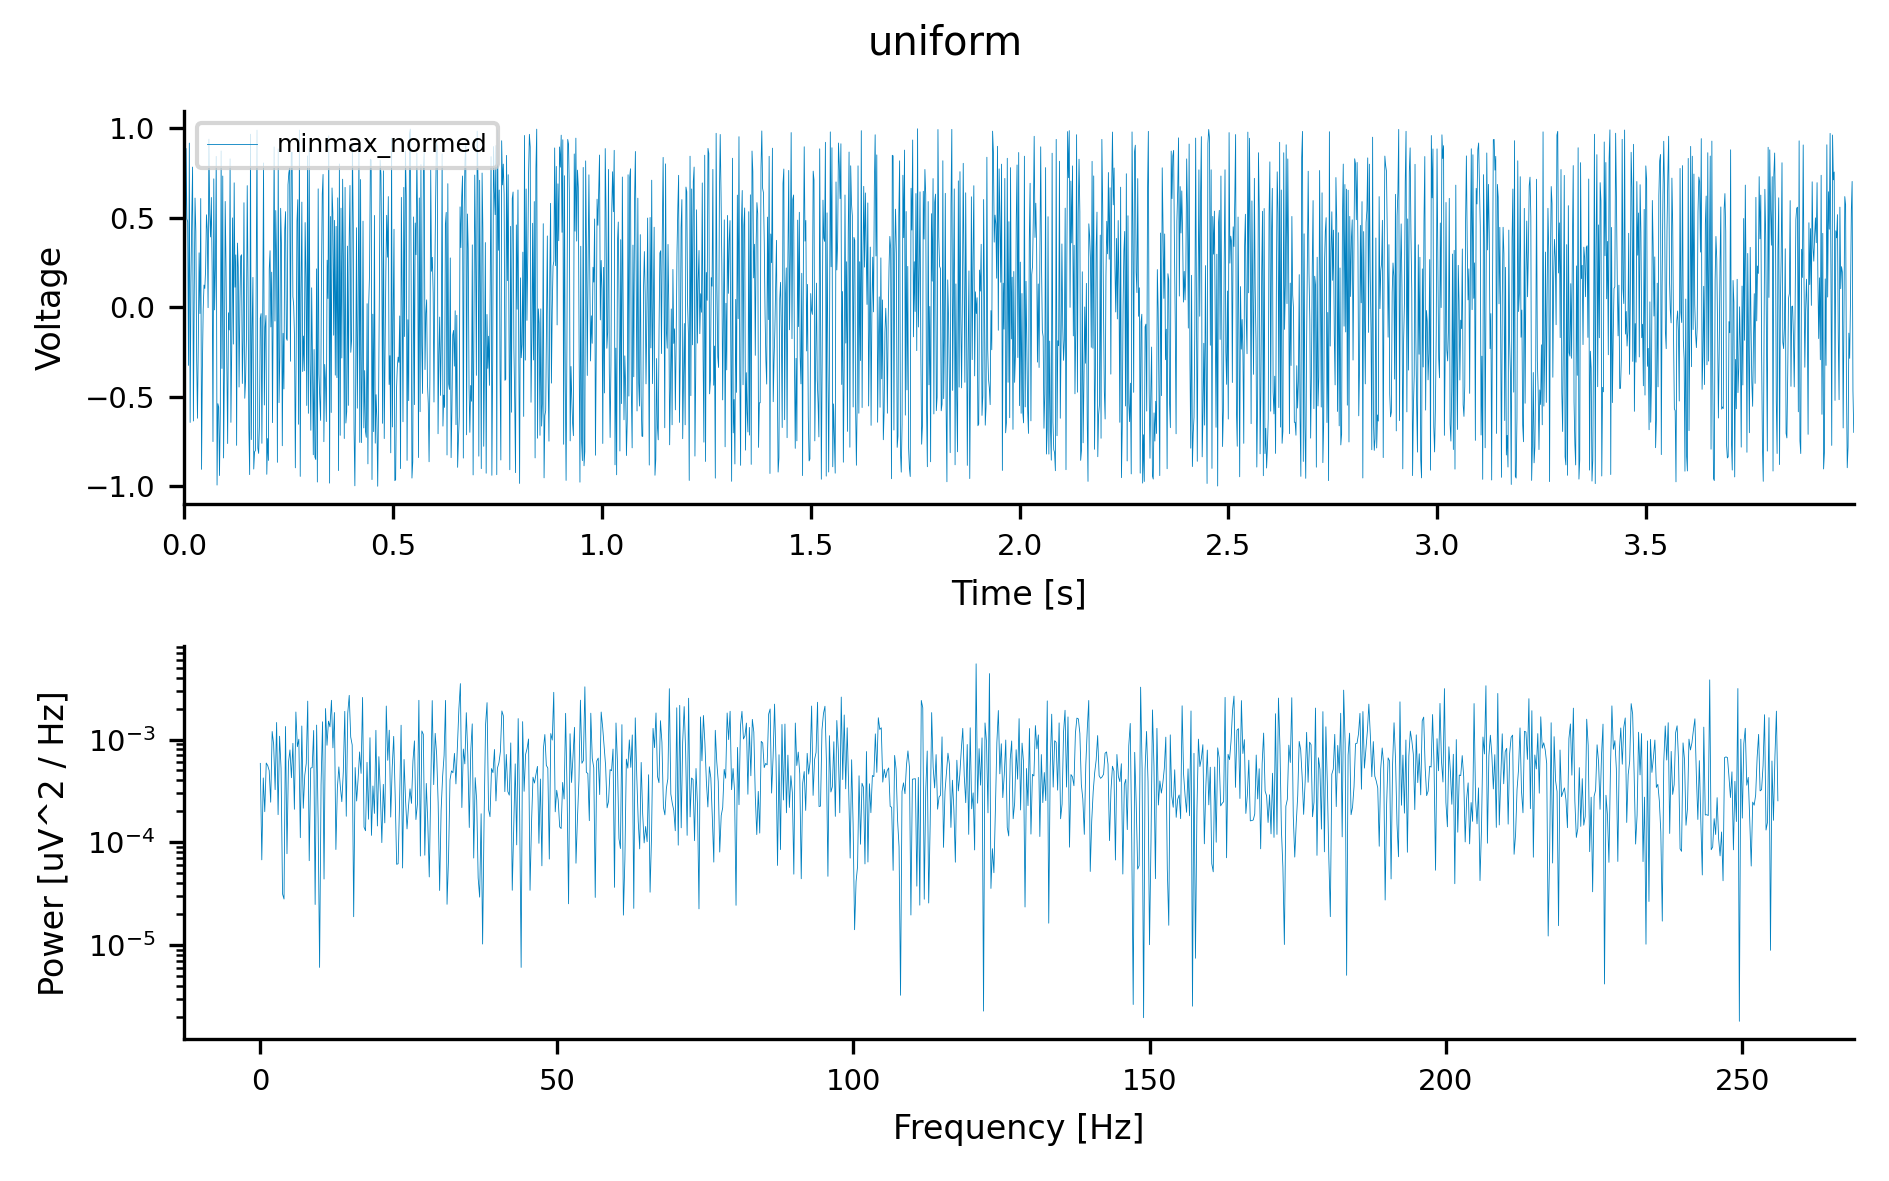 uniform
minmax_normed
Voltage
1.0
0.5
0.0
−0.5
−1.0
0.0 0.5 1.0 1.5 2.0 2.5 3.0 3.5
Time [s]
Power [uV^2 / Hz]
10⁻³
10⁻⁴
10⁻⁵
0 50 100 150 200 250
Frequency [Hz]